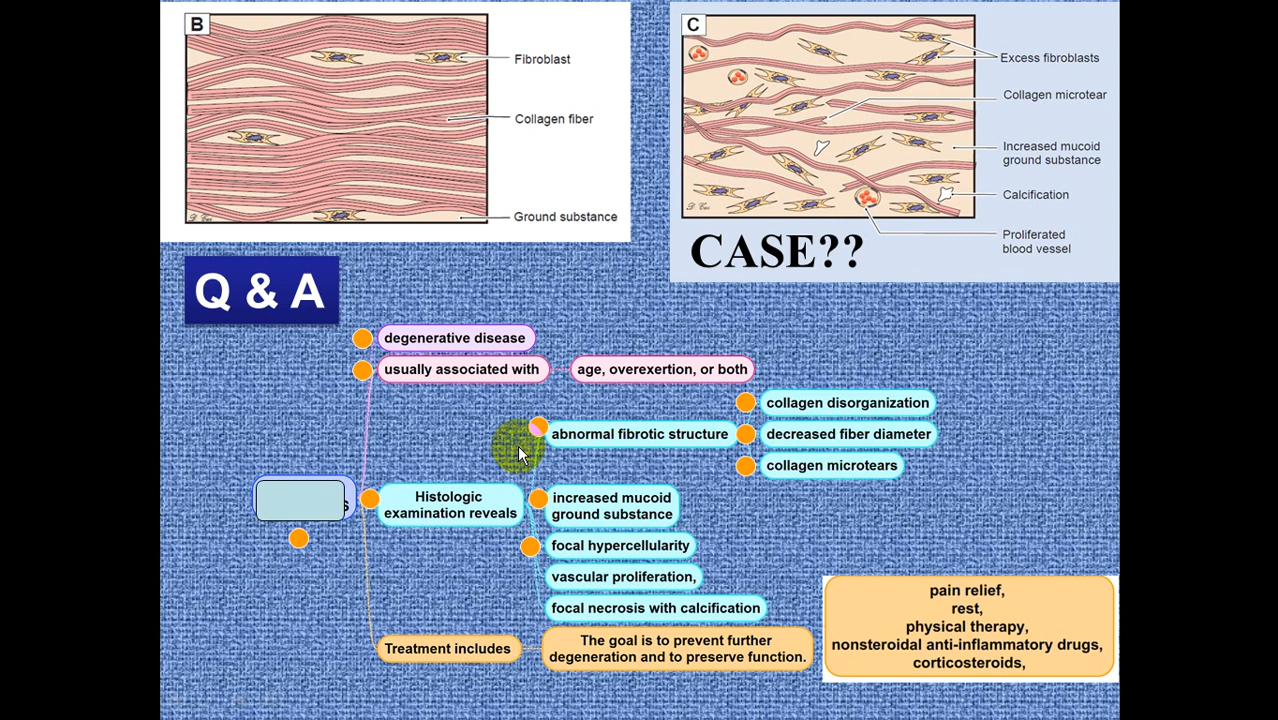 B
Fibroblast
Collagen fiber
Ground substance
C
Excess fibroblasts
Collagen microtear
Increased mucoid
ground substance
Calcification
Proliferated
blood vessel
CASE??
Q & A
degenerative disease
usually associated with
age, overexertion, or both
collagen disorganization
abnormal fibrotic structure
decreased fiber diameter
collagen microtears
s
Histologic
examination reveals
increased mucoid
ground substance
focal hypercellularity
vascular proliferation,
focal necrosis with calcification
Treatment includes
The goal is to prevent further
degeneration and to preserve function.
pain relief,
rest,
physical therapy,
nonsteroidal anti-inflammatory drugs,
corticosteroids,